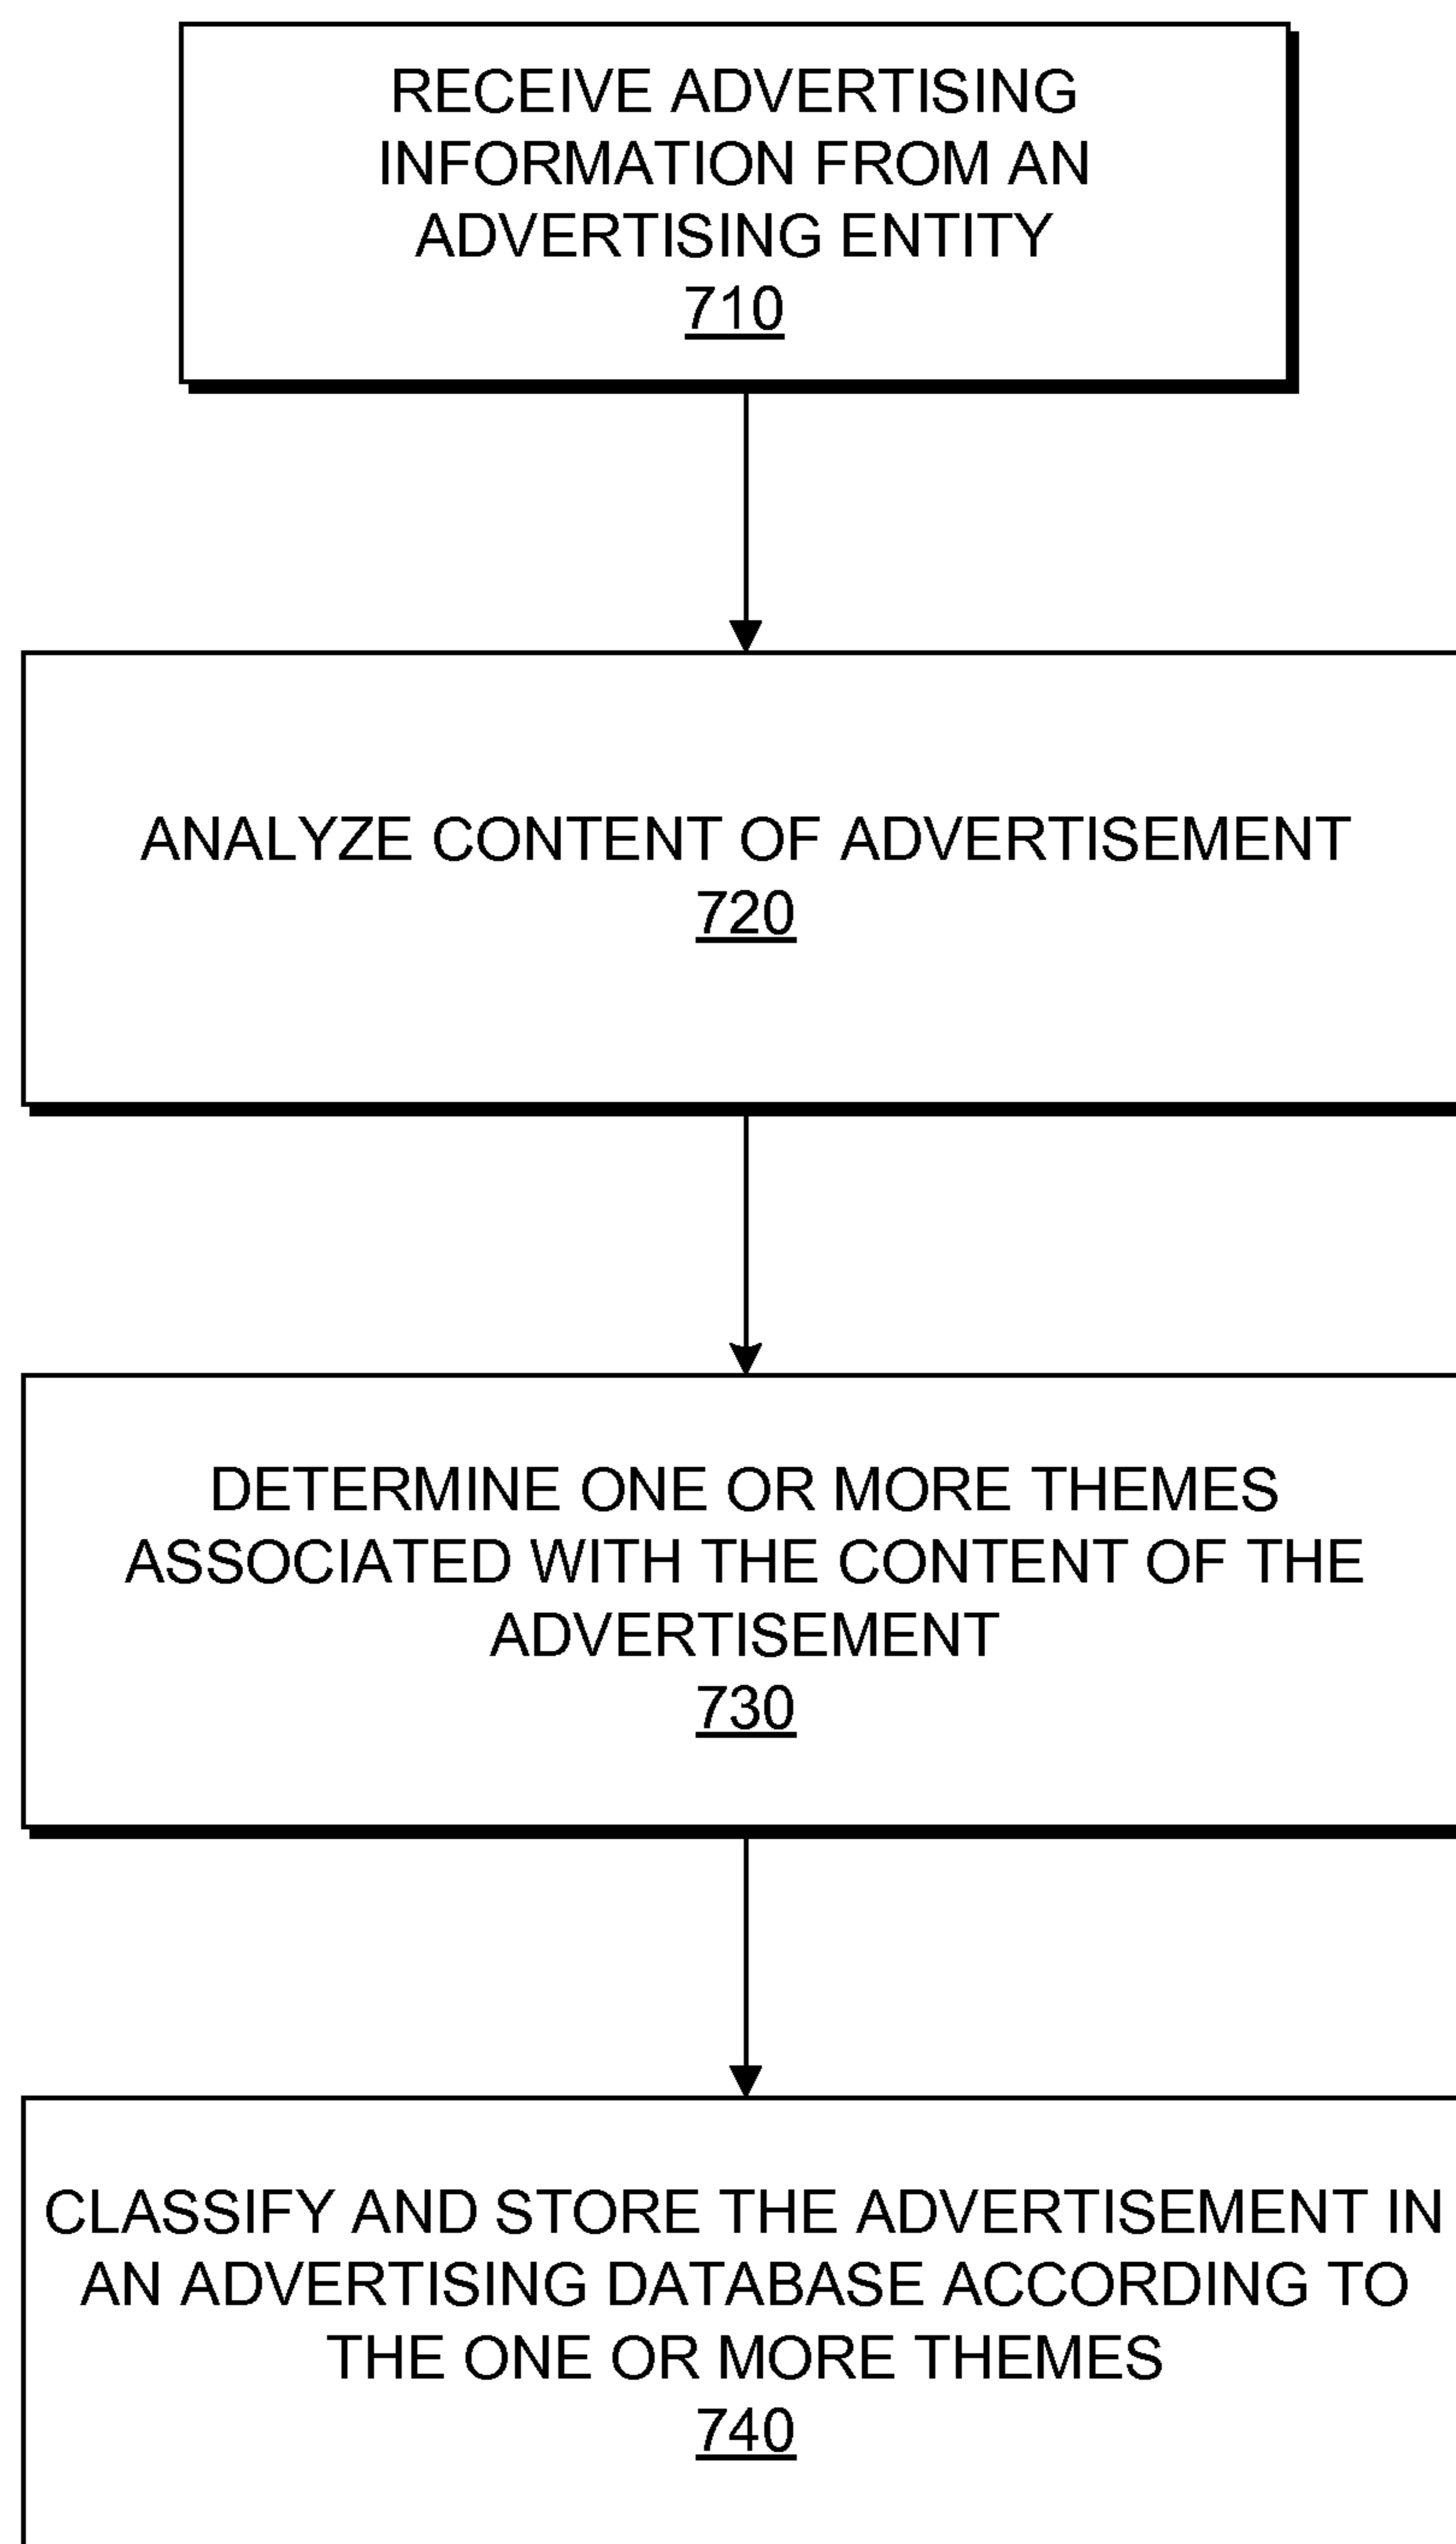 RECEIVE ADVERTISING
INFORMATION FROM AN
ADVERTISING ENTITY
710
ANALYZE CONTENT OF ADVERTISEMENT
720
DETERMINE ONE OR MORE THEMES
ASSOCIATED WITH THE CONTENT OF THE
ADVERTISEMENT
730
CLASSIFY AND STORE THE ADVERTISEMENT IN
AN ADVERTISING DATABASE ACCORDING TO
THE ONE OR MORE THEMES
740